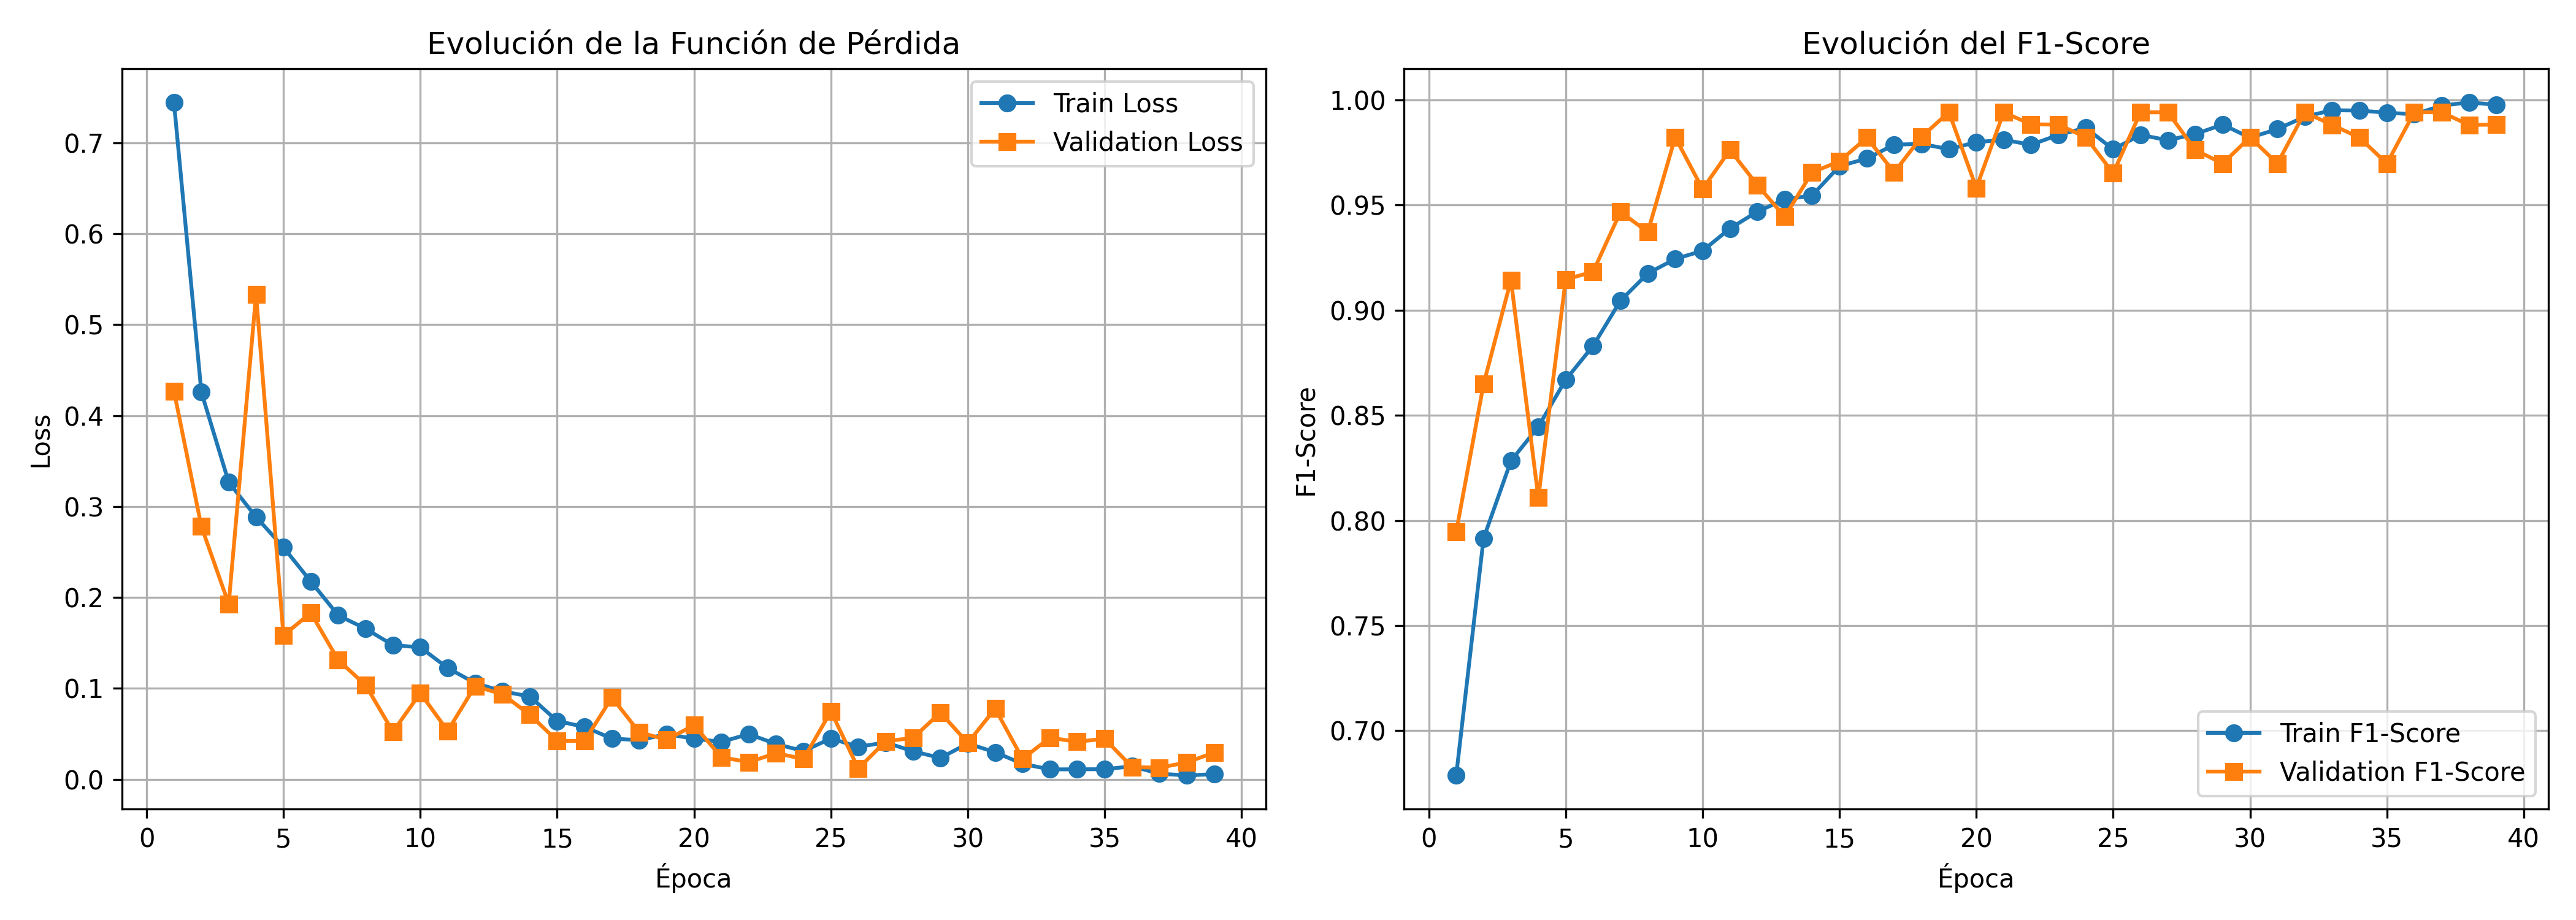 Evolución de la Función de Pérdida
Train Loss
Validation Loss
Loss
0.7
0.6
0.5
0.4
0.3
0.2
0.1
0.0
0 5 10 15 20 25 30 35 40
Época
Evolución del F1-Score
F1-Score
1.00
0.95
0.90
0.85
0.80
0.75
0.70
Train F1-Score
Validation F1-Score
0 5 10 15 20 25 30 35 40
Época